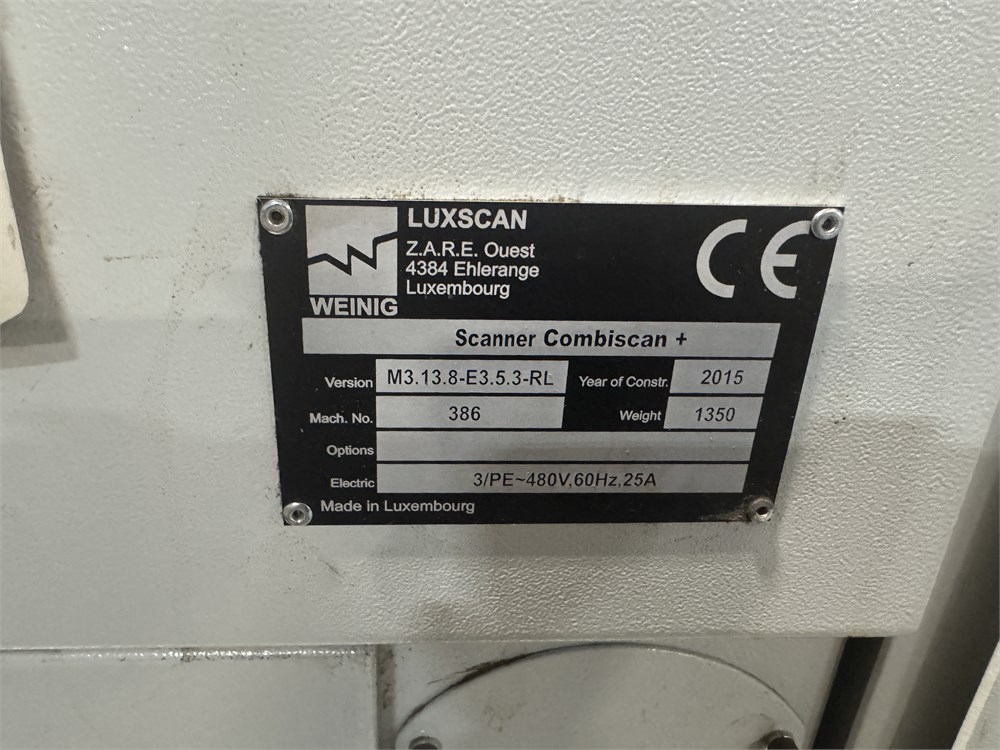 LUXSCAN
Z.A.R.E. Ouest
4384 Ehlerange
Luxembourg
WEINIG
CE
Scanner Combiscan +
Version M3.13.8-E3.5.3-RL Year of Constr. 2015
Mach. No. 386 Weight 1350
Options
Electric 3/PE~480V,60Hz,25A
Made in Luxembourg